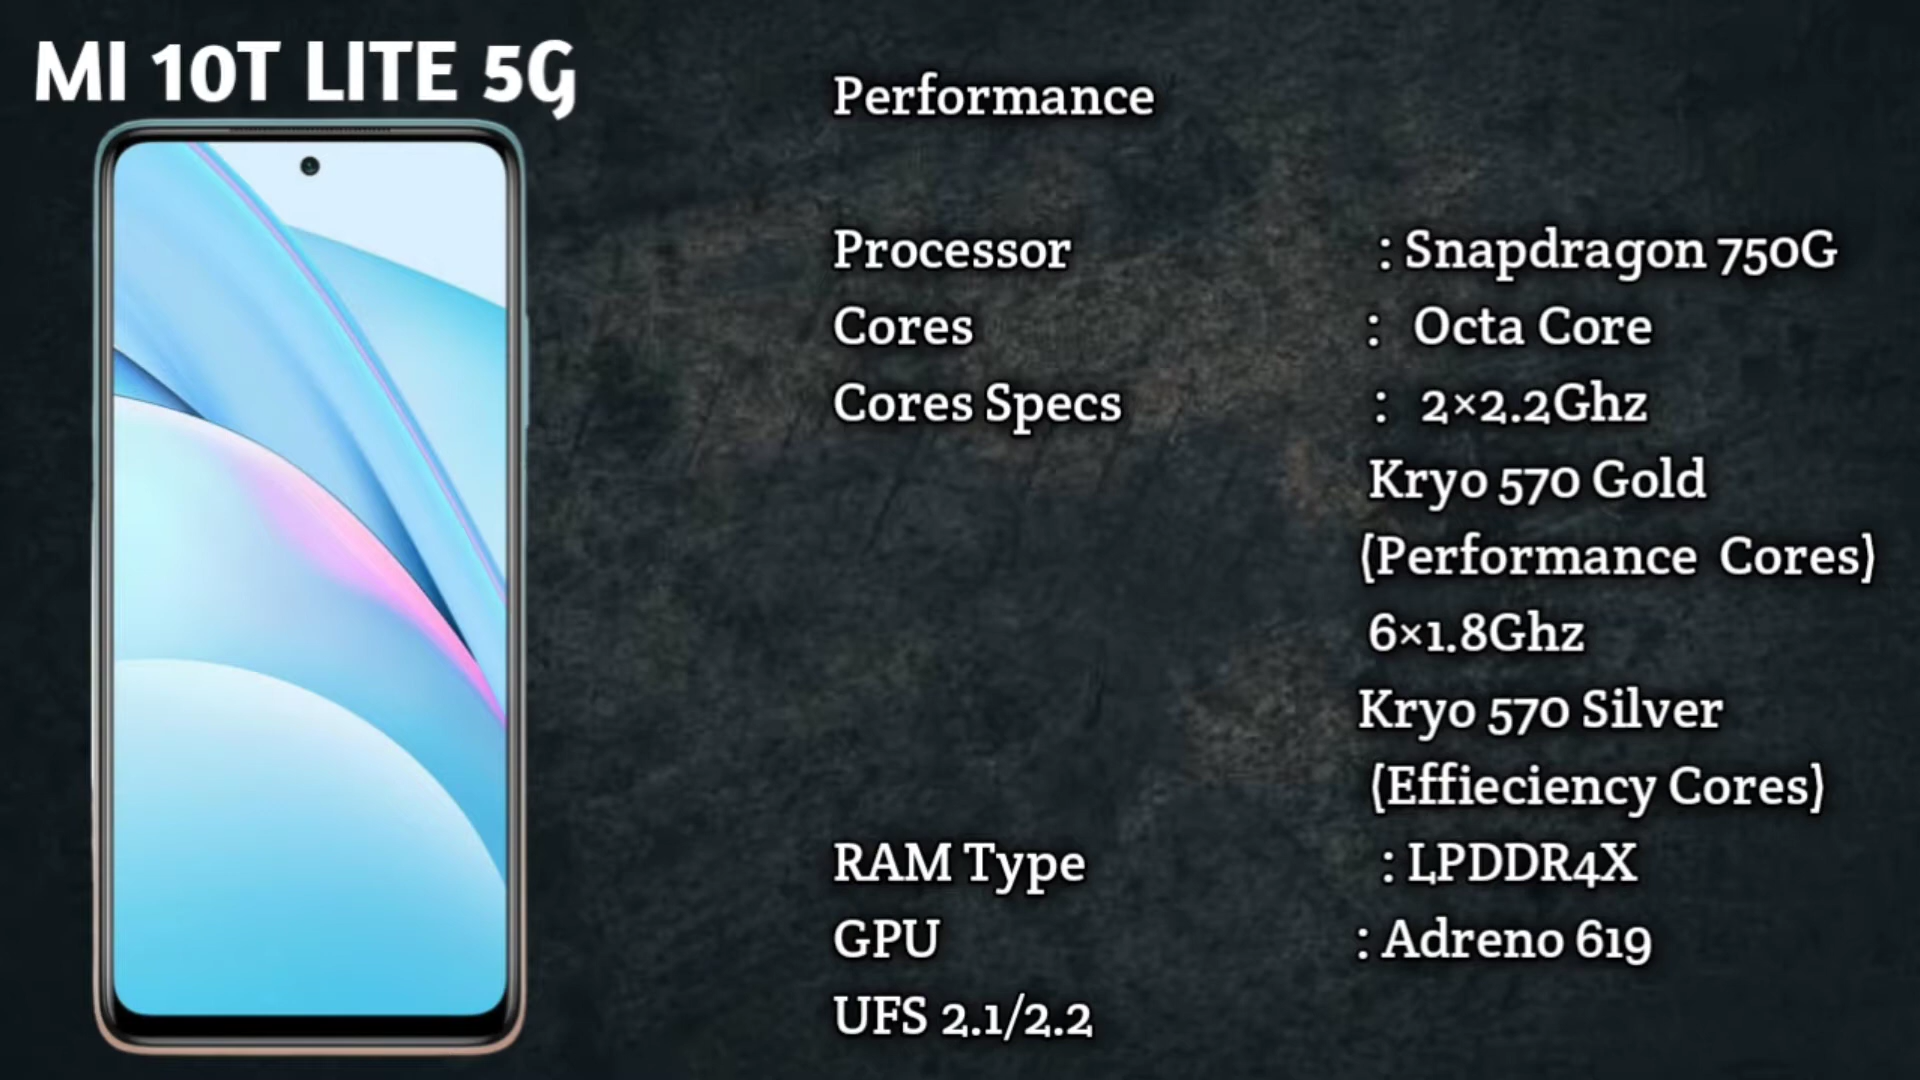 MI 10T LITE 5G
Performance
Processor : Snapdragon 750G
Cores : Octa Core
Cores Specs : 2×2.2Ghz
Kryo 570 Gold
(Performance Cores)
6×1.8Ghz
Kryo 570 Silver
(Effieciency Cores)
RAM Type : LPDDR4X
GPU : Adreno 619
UFS 2.1/2.2